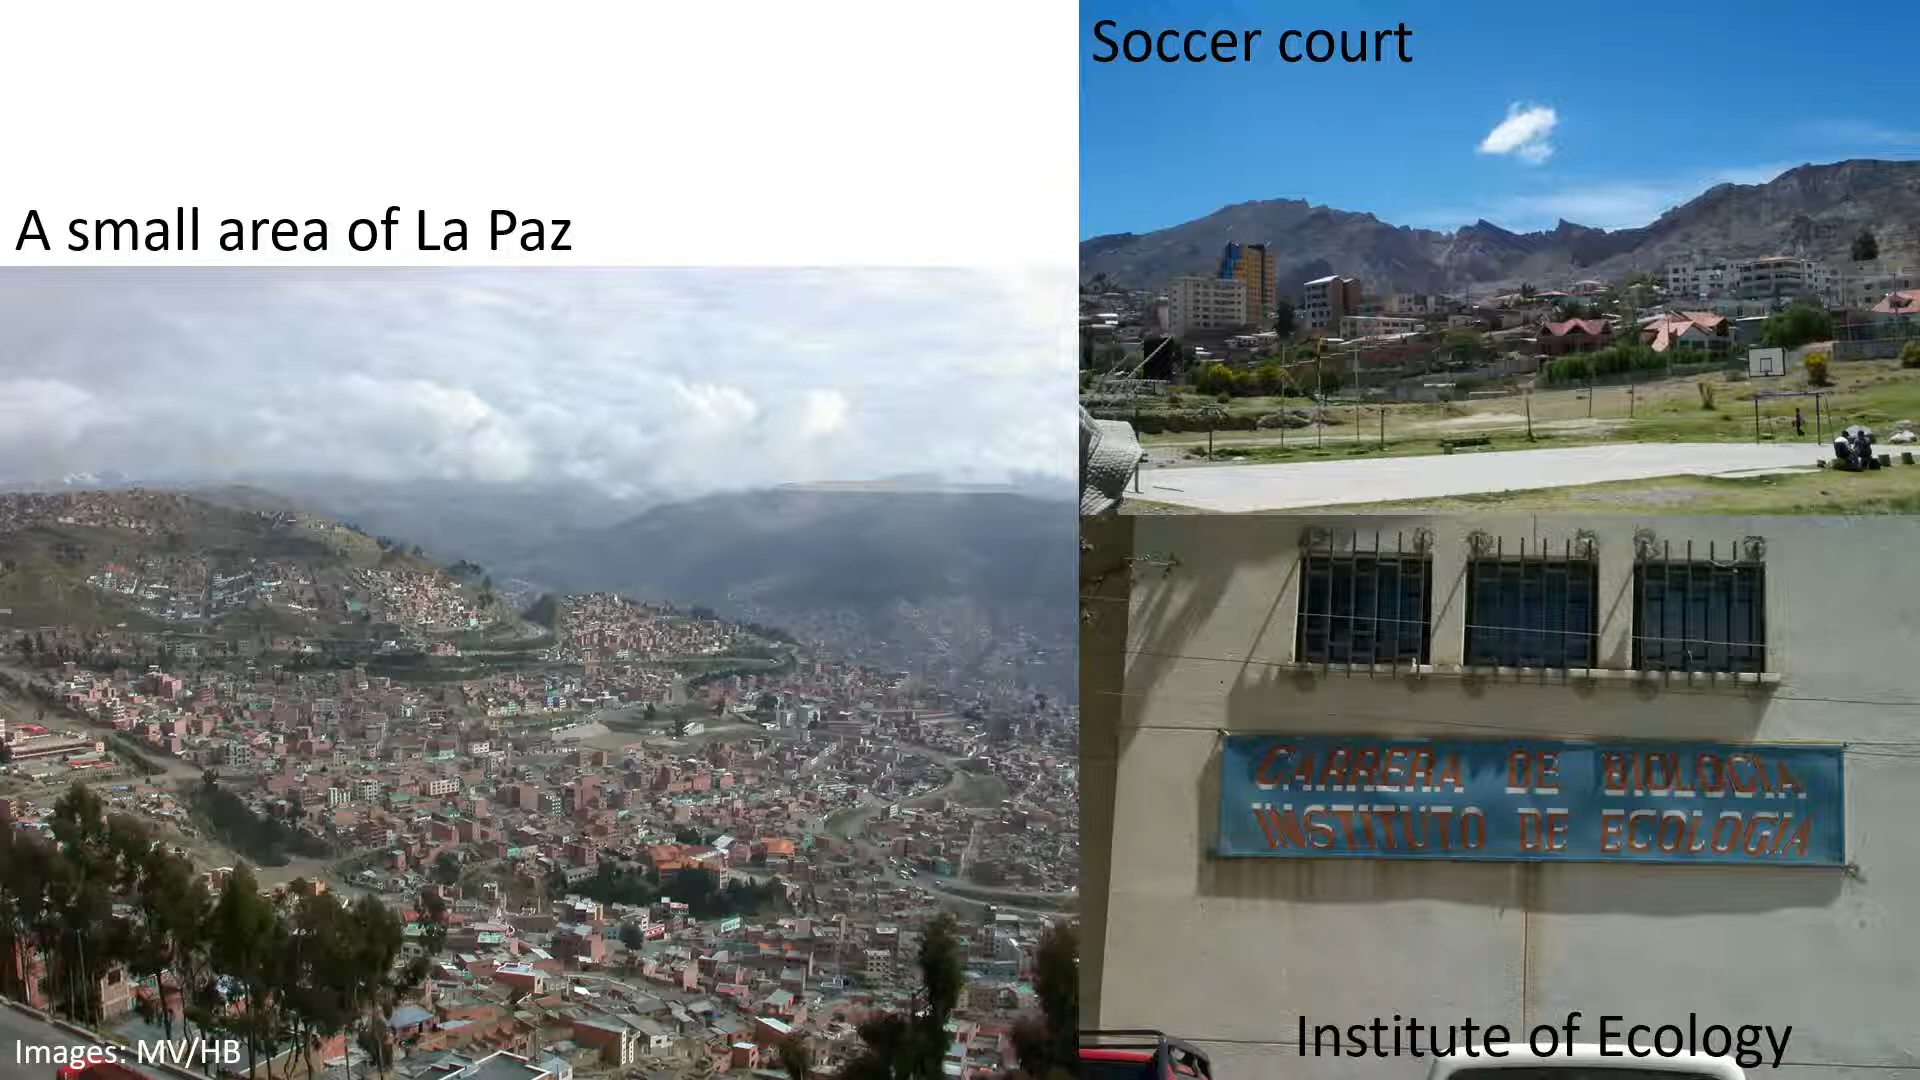 Soccer court
A small area of La Paz
CARRERA DE BIOLOGIA
INSTITUTO DE ECOLOGIA
Institute of Ecology
Images: MV/HB